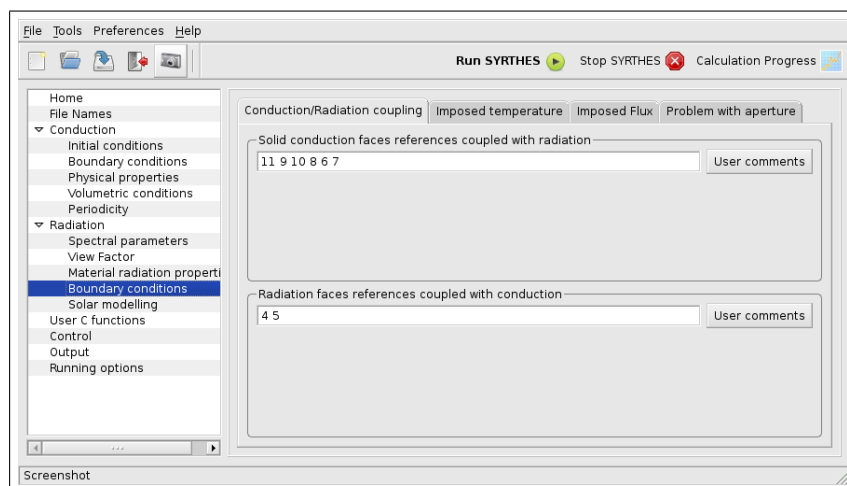 File Tools Preferences Help
Run SYRTHES Stop SYRTHES Calculation Progress
Home
File Names
Conduction
Initial conditions
Boundary conditions
Physical properties
Volumetric conditions
Periodicity
Radiation
Spectral parameters
View Factor
Material radiation properti
Boundary conditions
Solar modelling
User C functions
Control
Output
Running options
Conduction/Radiation coupling Imposed temperature Imposed Flux Problem with aperture
Solid conduction faces references coupled with radiation
11 9 10 8 6 7 User comments
Radiation faces references coupled with conduction
4 5 User comments
Screenshot